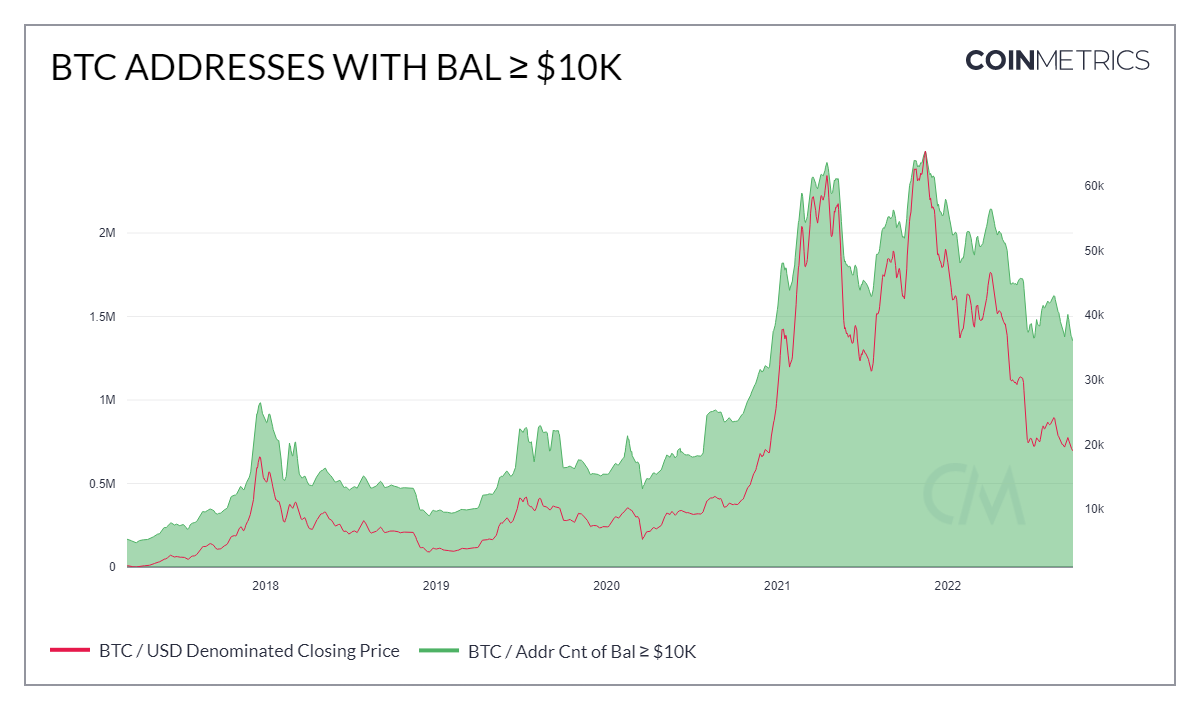 BTC ADDRESSES WITH BAL ≥ $10K
COINMETRICS
2M
1.5M
1M
0.5M
0
60k
50k
40k
30k
20k
10k
CM
2018 2019 2020 2021 2022
BTC / USD Denominated Closing Price BTC / Addr Cnt of Bal ≥ $10K